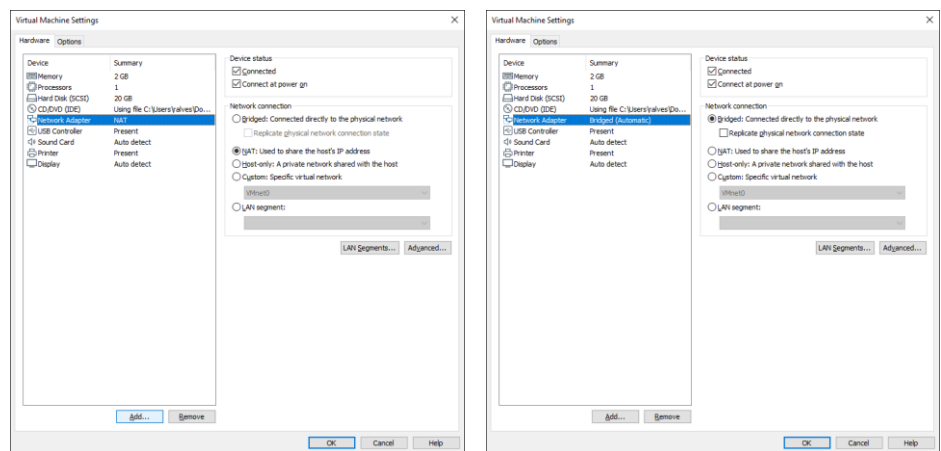 Virtual Machine Settings
Hardware Options
Device Summary
Memory 2 GB
Processors 1
Hard Disk (SCSI) 20 GB
CD/DVD (IDE) Using file C:\Users\ralves\Do...
Network Adapter NAT
USB Controller Present
Sound Card Auto detect
Printer Present
Display Auto detect
Add... Remove
Device status
Connected
Connect at power on
Network connection
Bridged: Connected directly to the physical network
Replicate physical network connection state
NAT: Used to share the host's IP address
Host-only: A private network shared with the host
Custom: Specific virtual network
VMnet0
LAN segment:
LAN Segments... Advanced...
OK Cancel Help
Virtual Machine Settings
Hardware Options
Device Summary
Memory 2 GB
Processors 1
Hard Disk (SCSI) 20 GB
CD/DVD (IDE) Using file C:\Users\ralves\Do...
Network Adapter Bridged (Automatic)
USB Controller Present
Sound Card Auto detect
Printer Present
Display Auto detect
Add... Remove
Device status
Connected
Connect at power on
Network connection
Bridged: Connected directly to the physical network
Replicate physical network connection state
NAT: Used to share the host's IP address
Host-only: A private network shared with the host
Custom: Specific virtual network
VMnet0
LAN segment:
LAN Segments... Advanced...
OK Cancel Help